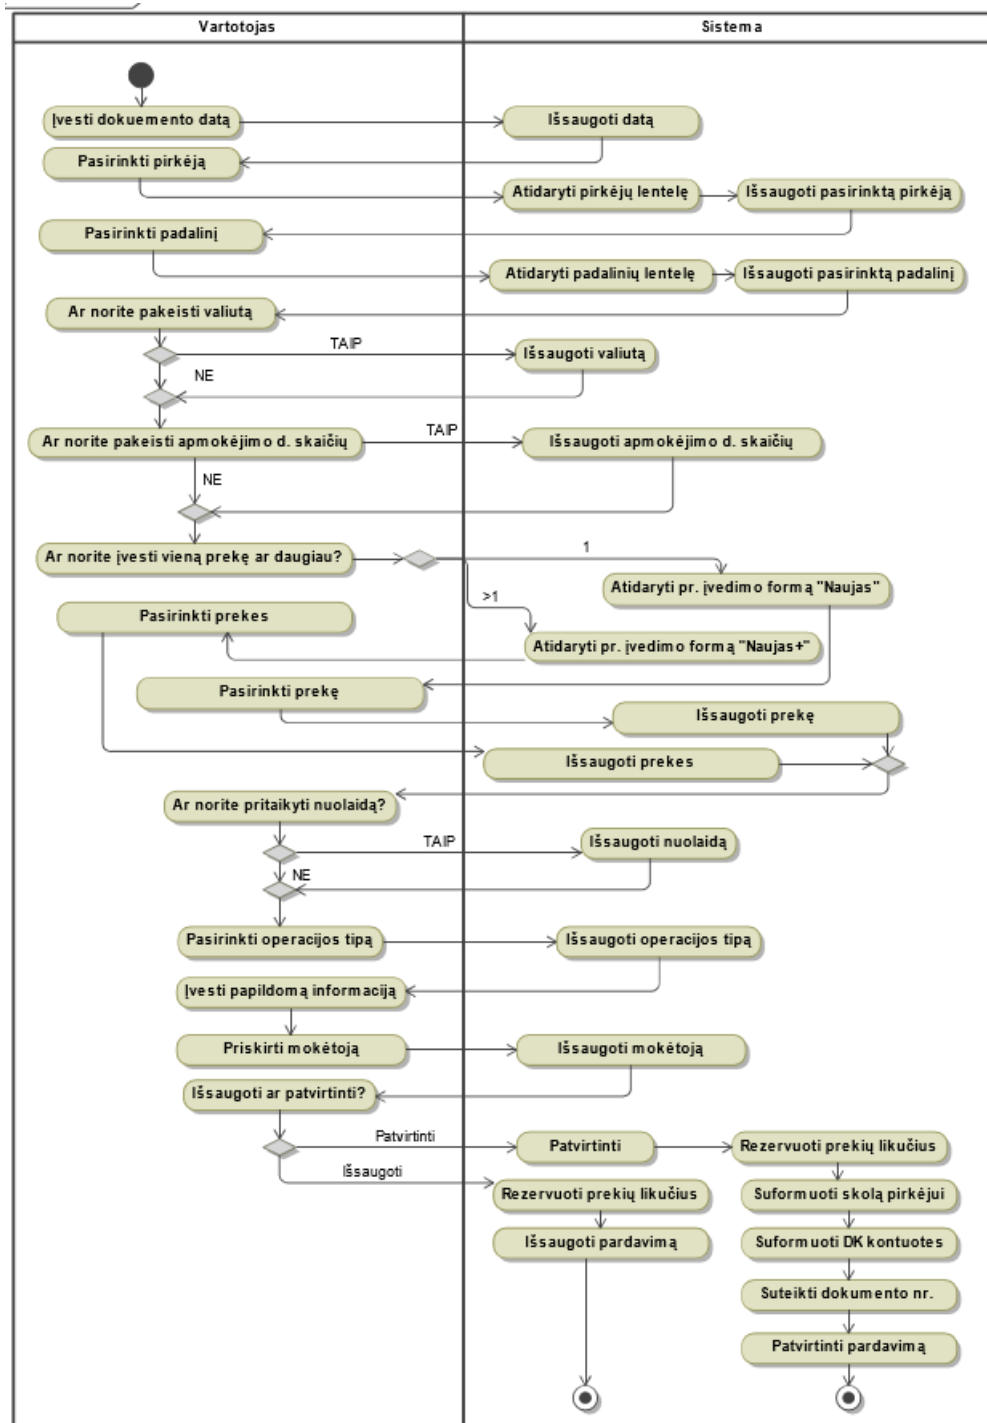 Vartotojas
Sistema
Įvesti dokuemento datą
Išsaugoti datą
Pasirinkti pirkėją
Atidaryti pirkėjų lentelę
Išsaugoti pasirinktą pirkėją
Pasirinkti padalinį
Atidaryti padalinių lentelę
Išsaugoti pasirinktą padalinį
Ar norite pakeisti valiutą
TAIP
Išsaugoti valiutą
NE
Ar norite pakeisti apmokėjimo d. skaičių
TAIP
Išsaugoti apmokėjimo d. skaičių
NE
Ar norite įvesti vieną prekę ar daugiau?
1
Atidaryti pr. įvedimo formą "Naujas"
>1
Pasirinkti prekes
Atidaryti pr. įvedimo formą "Naujas+"
Pasirinkti prekę
Išsaugoti prekę
Išsaugoti prekes
Ar norite pritaikyti nuolaidą?
TAIP
Išsaugoti nuolaidą
NE
Pasirinkti operacijos tipą
Išsaugoti operacijos tipą
Įvesti papildomą informaciją
Priskirti mokėtoją
Išsaugoti mokėtoją
Išsaugoti ar patvirtinti?
Patvirtinti
Patvirtinti
Rezervuoti prekių likučius
Išsaugoti
Rezervuoti prekių likučius
Suformuoti skolą pirkėjui
Išsaugoti pardavimą
Suformuoti DK kontuotes
Suteikti dokumento nr.
Patvirtinti pardavimą